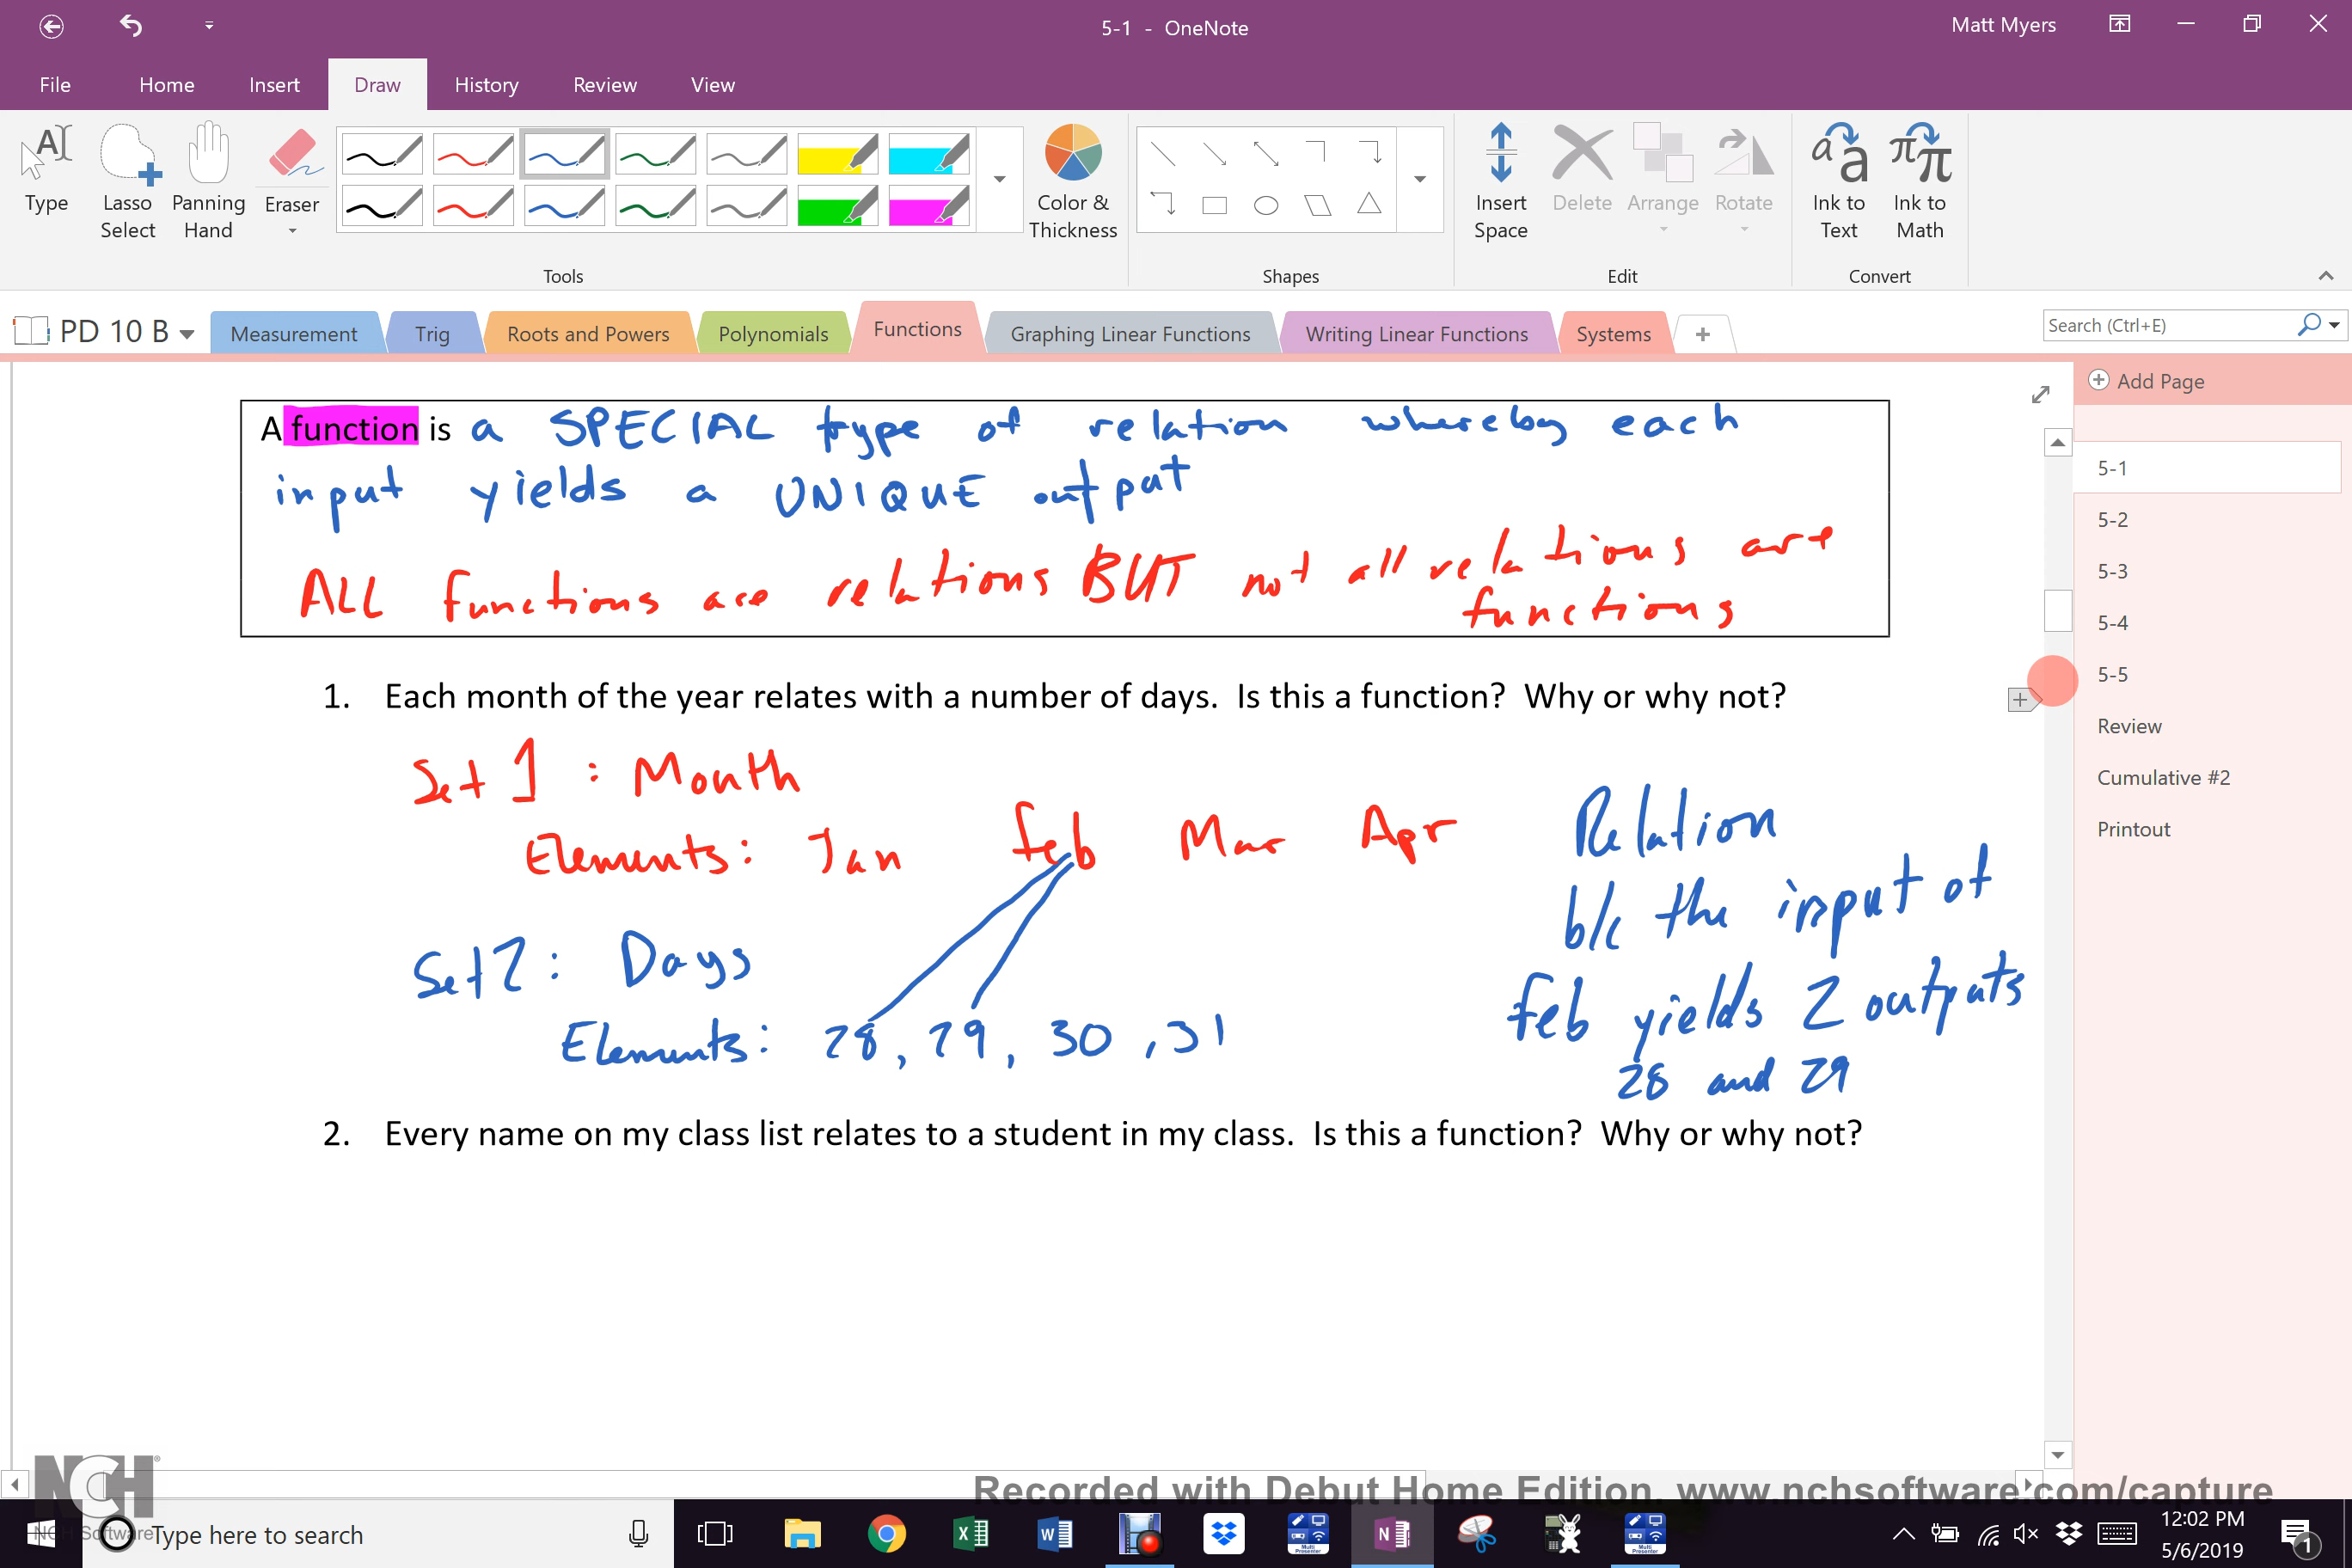 5-1 - OneNote
Matt Myers
File Home Insert Draw History Review View
Type
Lasso Select
Panning Hand
Eraser
Color & Thickness
Insert Space
Delete
Arrange
Rotate
Ink to Text
Ink to Math
Tools
Shapes
Edit
Convert
PD 10 B
Measurement Trig Roots and Powers Polynomials Functions Graphing Linear Functions Writing Linear Functions Systems +
Search (Ctrl+E)
Add Page
5-1
5-2
5-3
5-4
5-5
Review
Cumulative #2
Printout
A function is a SPECIAL type of relation whereby each
input yields a UNIQUE output
ALL functions are relations BUT not all relations are
functions
1. Each month of the year relates with a number of days. Is this a function? Why or why not?
Set 1 : Month
Elements: Jan Feb Mar Apr
Set 2 : Days
Elements: 28, 29, 30, 31
Relation
b/c the input of
Feb yields 2 outputs
28 and 29
2. Every name on my class list relates to a student in my class. Is this a function? Why or why not?
NCH
NCH Software
Recorded with Debut Home Edition. www.nchsoftware.com/capture
Type here to search
12:02 PM
5/6/2019
1